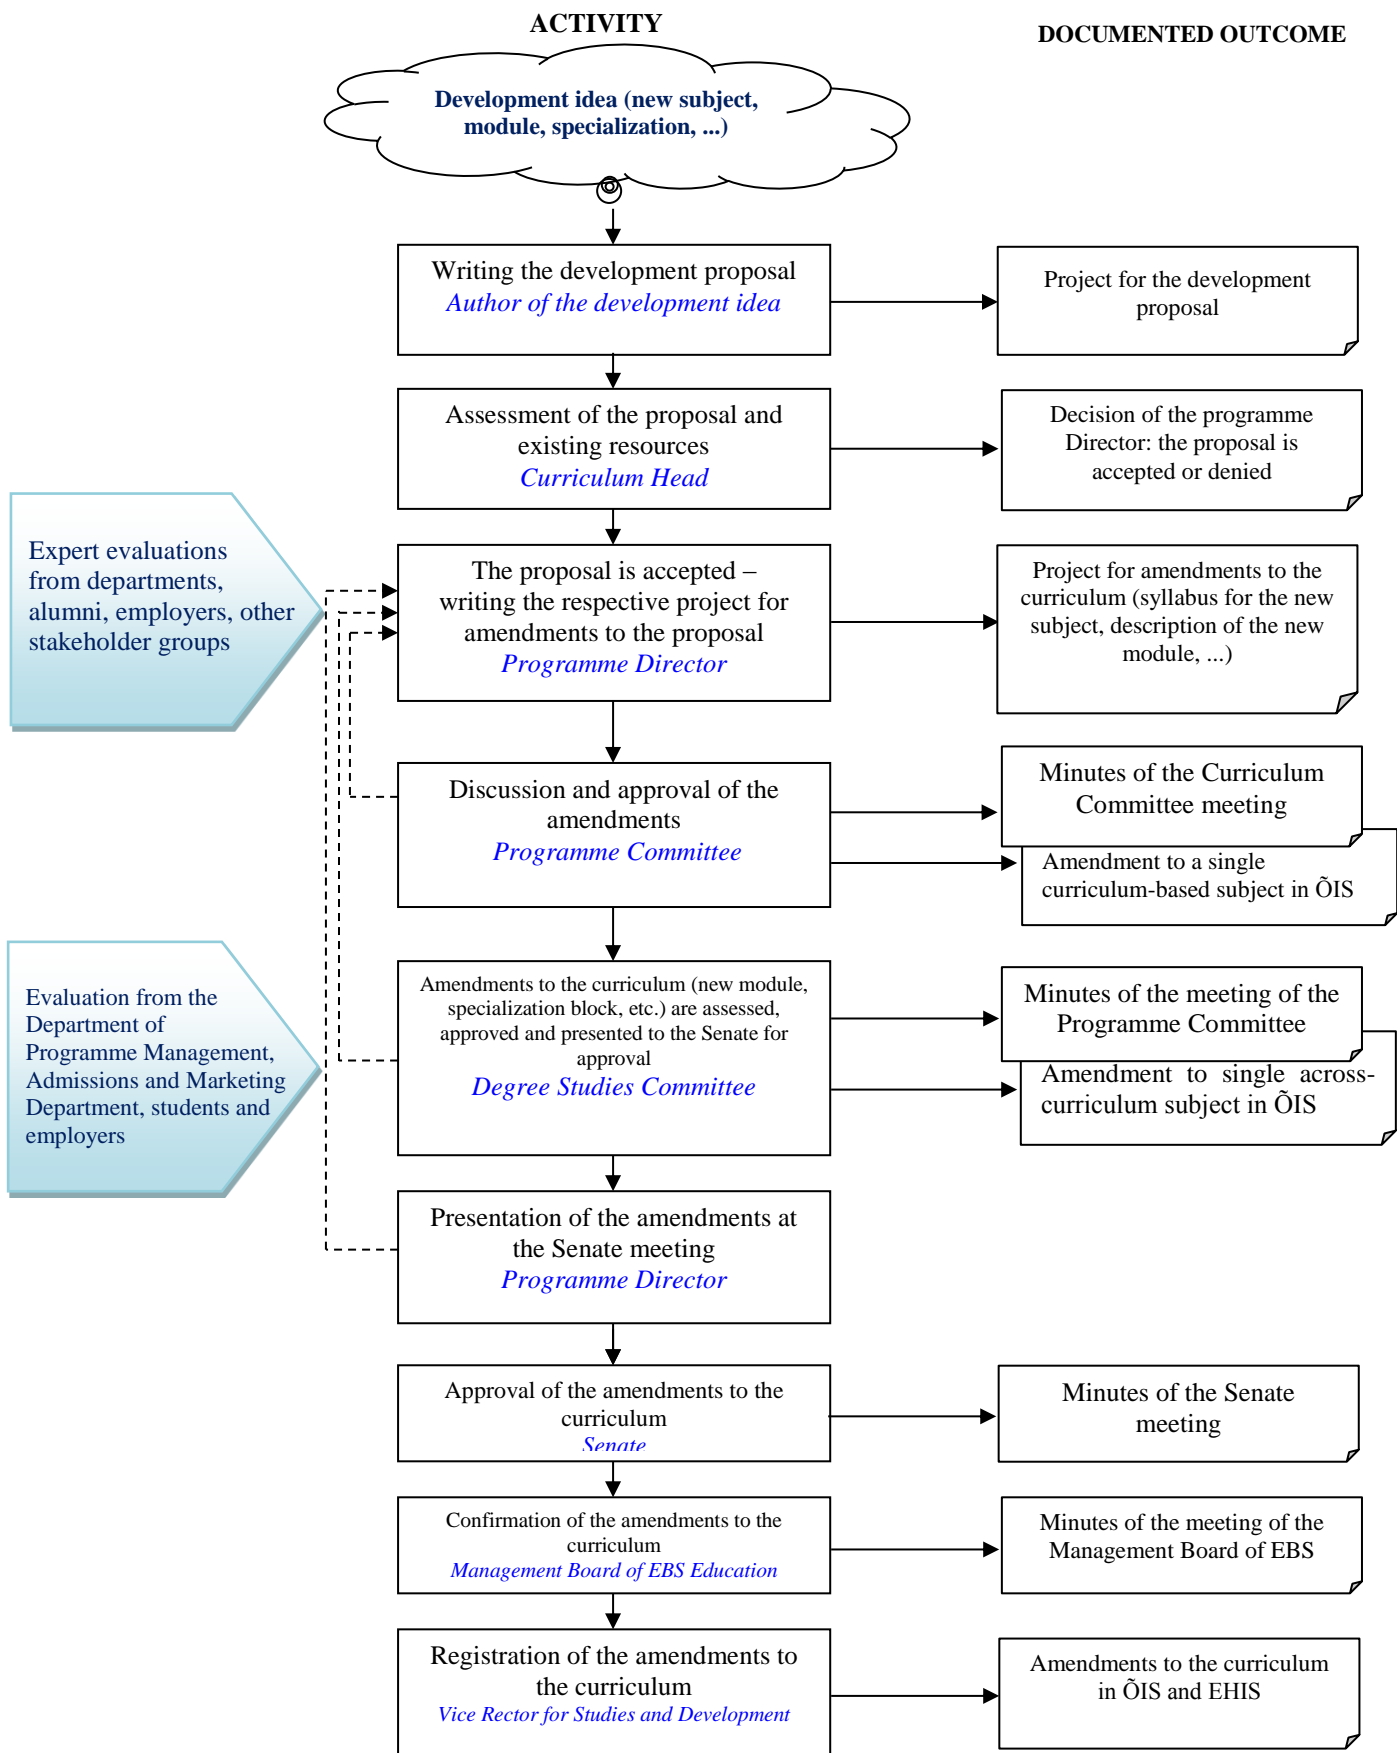 ACTIVITY
DOCUMENTED OUTCOME
Development idea (new subject,
module, specialization, ...)
Writing the development proposal
Author of the development idea
Project for the development
proposal
Assessment of the proposal and
existing resources
Curriculum Head
Decision of the programme
Director: the proposal is
accepted or denied
Expert evaluations
from departments,
alumni, employers, other
stakeholder groups
The proposal is accepted –
writing the respective project for
amendments to the proposal
Programme Director
Project for amendments to the
curriculum (syllabus for the new
subject, description of the new
module, ...)
Discussion and approval of the
amendments
Programme Committee
Minutes of the Curriculum
Committee meeting
Amendment to a single
curriculum-based subject in ÕIS
Evaluation from the
Department of
Programme Management,
Admissions and Marketing
Department, students and
employers
Amendments to the curriculum (new module,
specialization block, etc.) are assessed,
approved and presented to the Senate for
approval
Degree Studies Committee
Minutes of the meeting of the
Programme Committee
Amendment to single across-
curriculum subject in ÕIS
Presentation of the amendments at
the Senate meeting
Programme Director
Approval of the amendments to the
curriculum
Senate
Minutes of the Senate
meeting
Confirmation of the amendments to the
curriculum
Management Board of EBS Education
Minutes of the meeting of the
Management Board of EBS
Registration of the amendments to
the curriculum
Vice Rector for Studies and Development
Amendments to the curriculum
in ÕIS and EHIS